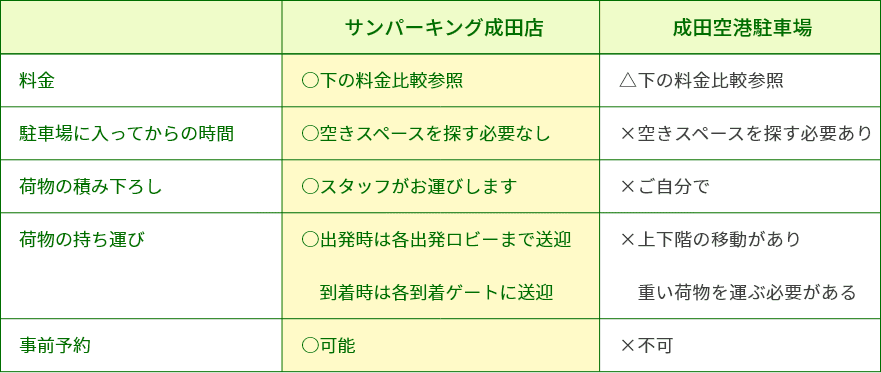 サンパーキング成田店 成田空港駐車場
料金 ○下の料金比較参照 △下の料金比較参照
駐車場に入ってからの時間 ○空きスペースを探す必要なし ×空きスペースを探す必要あり
荷物の積み下ろし ○スタッフがお運びします ×ご自分で
荷物の持ち運び ○出発時は各出発ロビーまで送迎 ×上下階の移動があり
到着時は各到着ゲートに送迎 重い荷物を運ぶ必要がある
事前予約 ○可能 ×不可